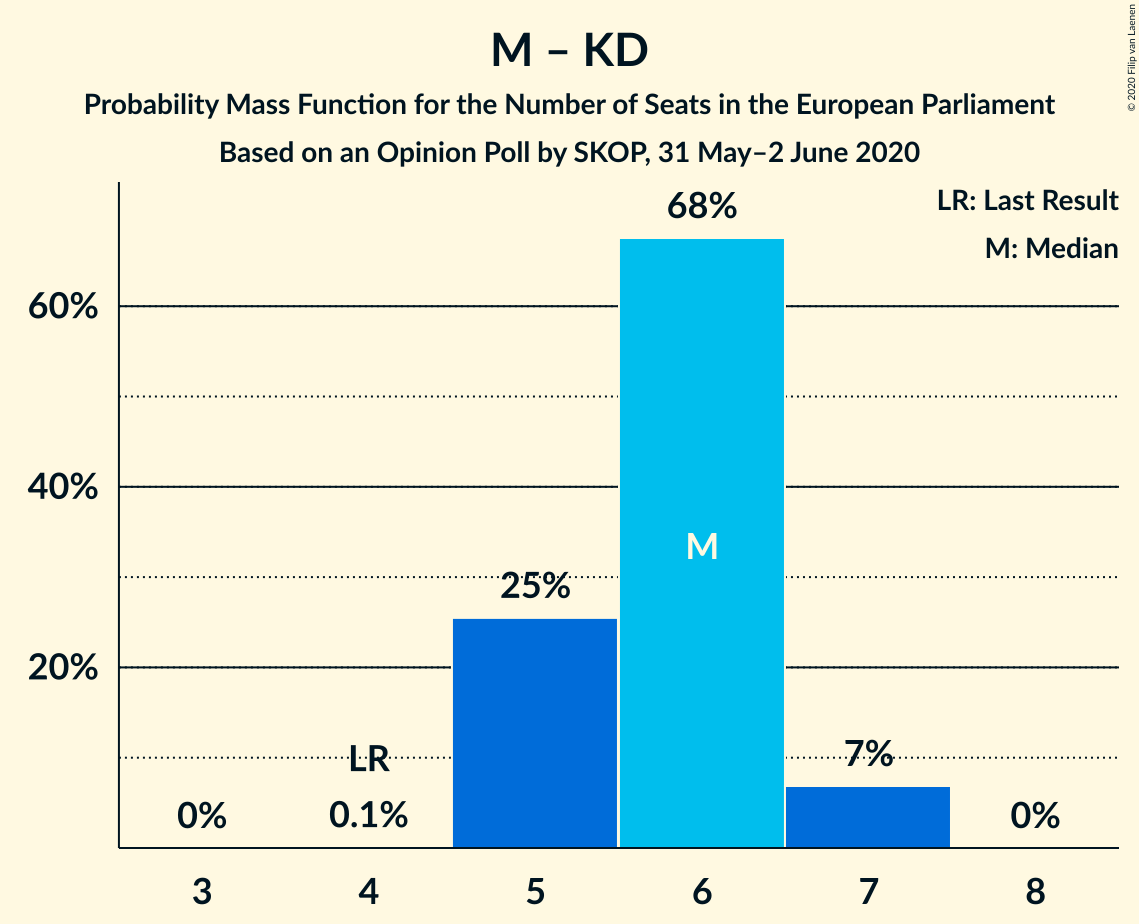 M – KD
Probability Mass Function for the Number of Seats in the European Parliament
Based on an Opinion Poll by SKOP, 31 May–2 June 2020
© 2020 Filip van Laenen
LR: Last Result
M: Median
68%
60%
40%
M
25%
20%
LR
7%
0%
0.1%
0%
3 4 5 6 7 8